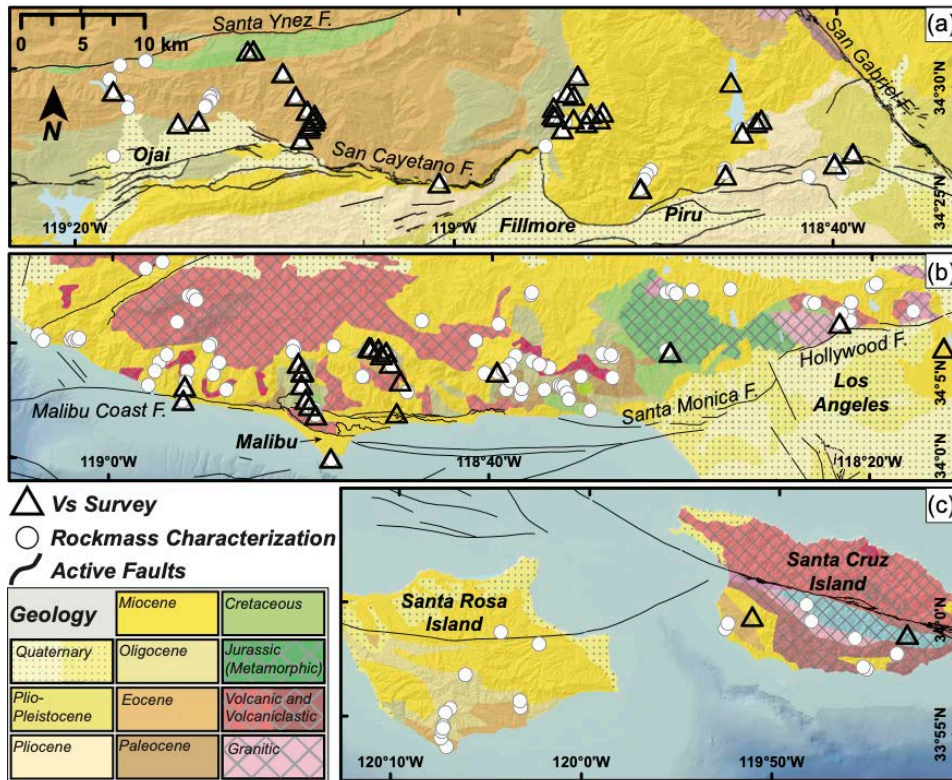 0 5 10 km
Santa Ynez F.
(a)
San Gabriel F.
34°30'N
N
Ojai
San Cayetano F.
Fillmore
Piru
34°25'N
119°20'W
119°0'W
118°40'W
(b)
34°5'N
Hollywood F.
Los
Angeles
Santa Monica F.
Malibu Coast F.
Malibu
34°0'N
119°0'W
118°40'W
118°20'W
Vs Survey
Rockmass Characterization
Active Faults
Geology
Miocene
Cretaceous
Quaternary
Oligocene
Jurassic
(Metamorphic)
Plio-
Pleistocene
Eocene
Volcanic and
Volcaniclastic
Pliocene
Paleocene
Granitic
(c)
Santa Cruz
Island
Santa Rosa
Island
34°0'N
33°55'N
120°10'W
120°0'W
119°50'W